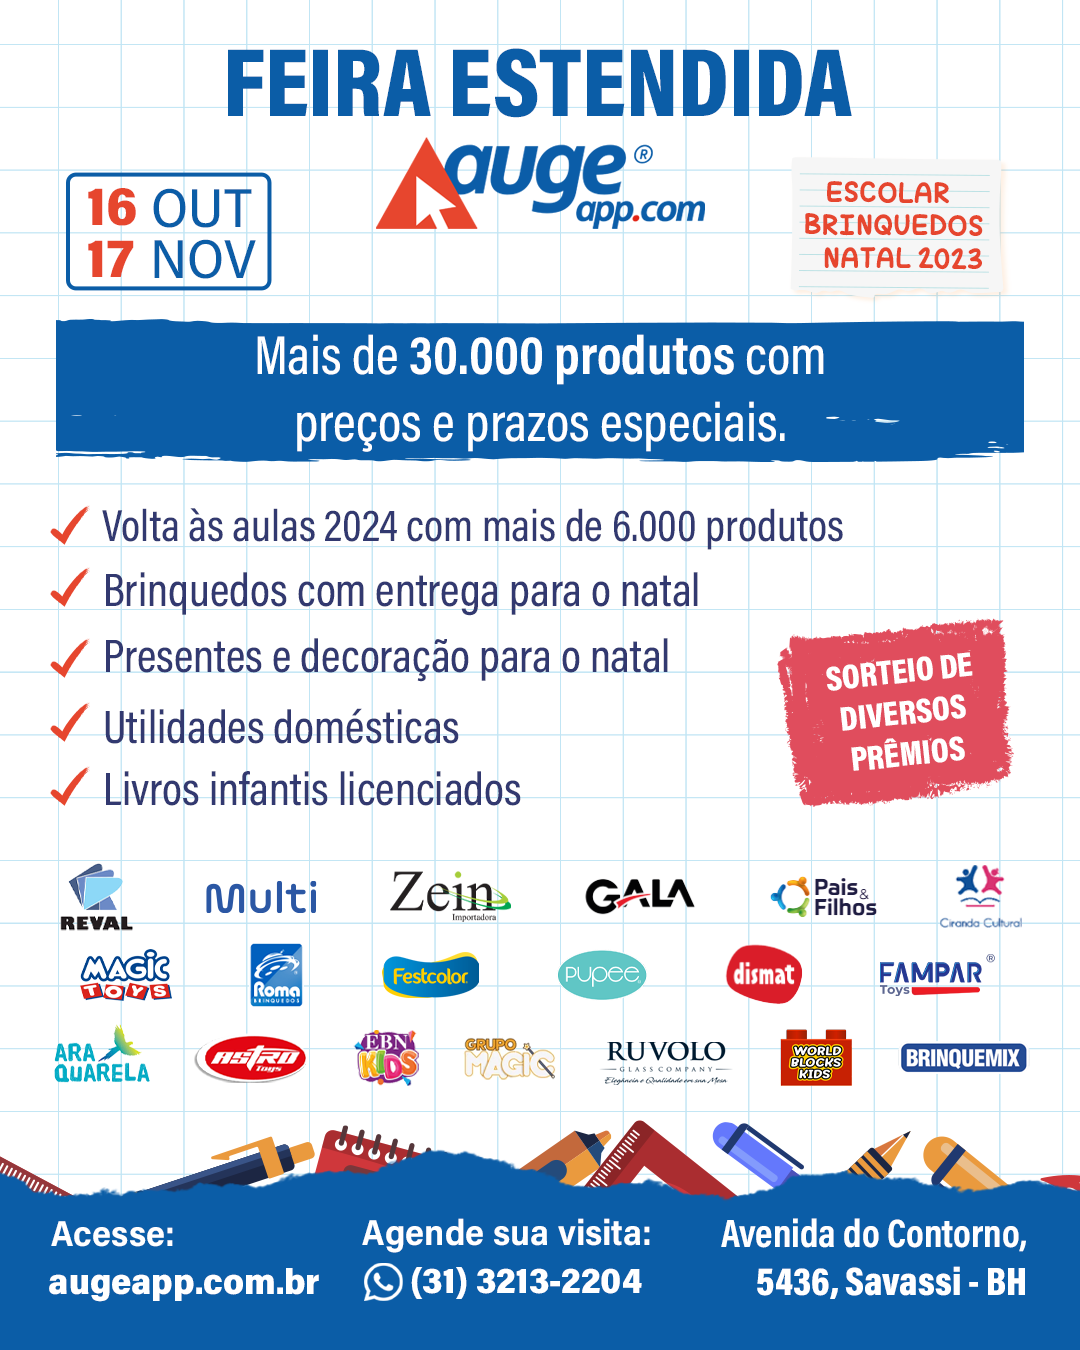 FEIRA ESTENDIDA
auge®
app.com
16 OUT
17 NOV
ESCOLAR
BRINQUEDOS
NATAL 2023
Mais de 30.000 produtos com
preços e prazos especiais.
Volta às aulas 2024 com mais de 6.000 produtos
Brinquedos com entrega para o natal
Presentes e decoração para o natal
Utilidades domésticas
Livros infantis licenciados
SORTEIO DE
DIVERSOS
PRÊMIOS
REVAL
Multi
Zein
Importadora
GALA
Pais &
Filhos
Ciranda Cultural
MAGIC
TOYS
Roma
BRINQUEDOS
Festcolor
PUPEE
dismat
FAMPAR®
Toys
ARA
QUARELA
ASTRO
Toys
EBN
KIDS
GRUPO
MAGIC
RUVOLO
GLASS COMPANY
Elegância e Qualidade em sua Mesa
WORLD
BLOCKS
KIDS
BRINQUEMIX
Acesse:
augeapp.com.br
Agende sua visita:
(31) 3213-2204
Avenida do Contorno,
5436, Savassi - BH